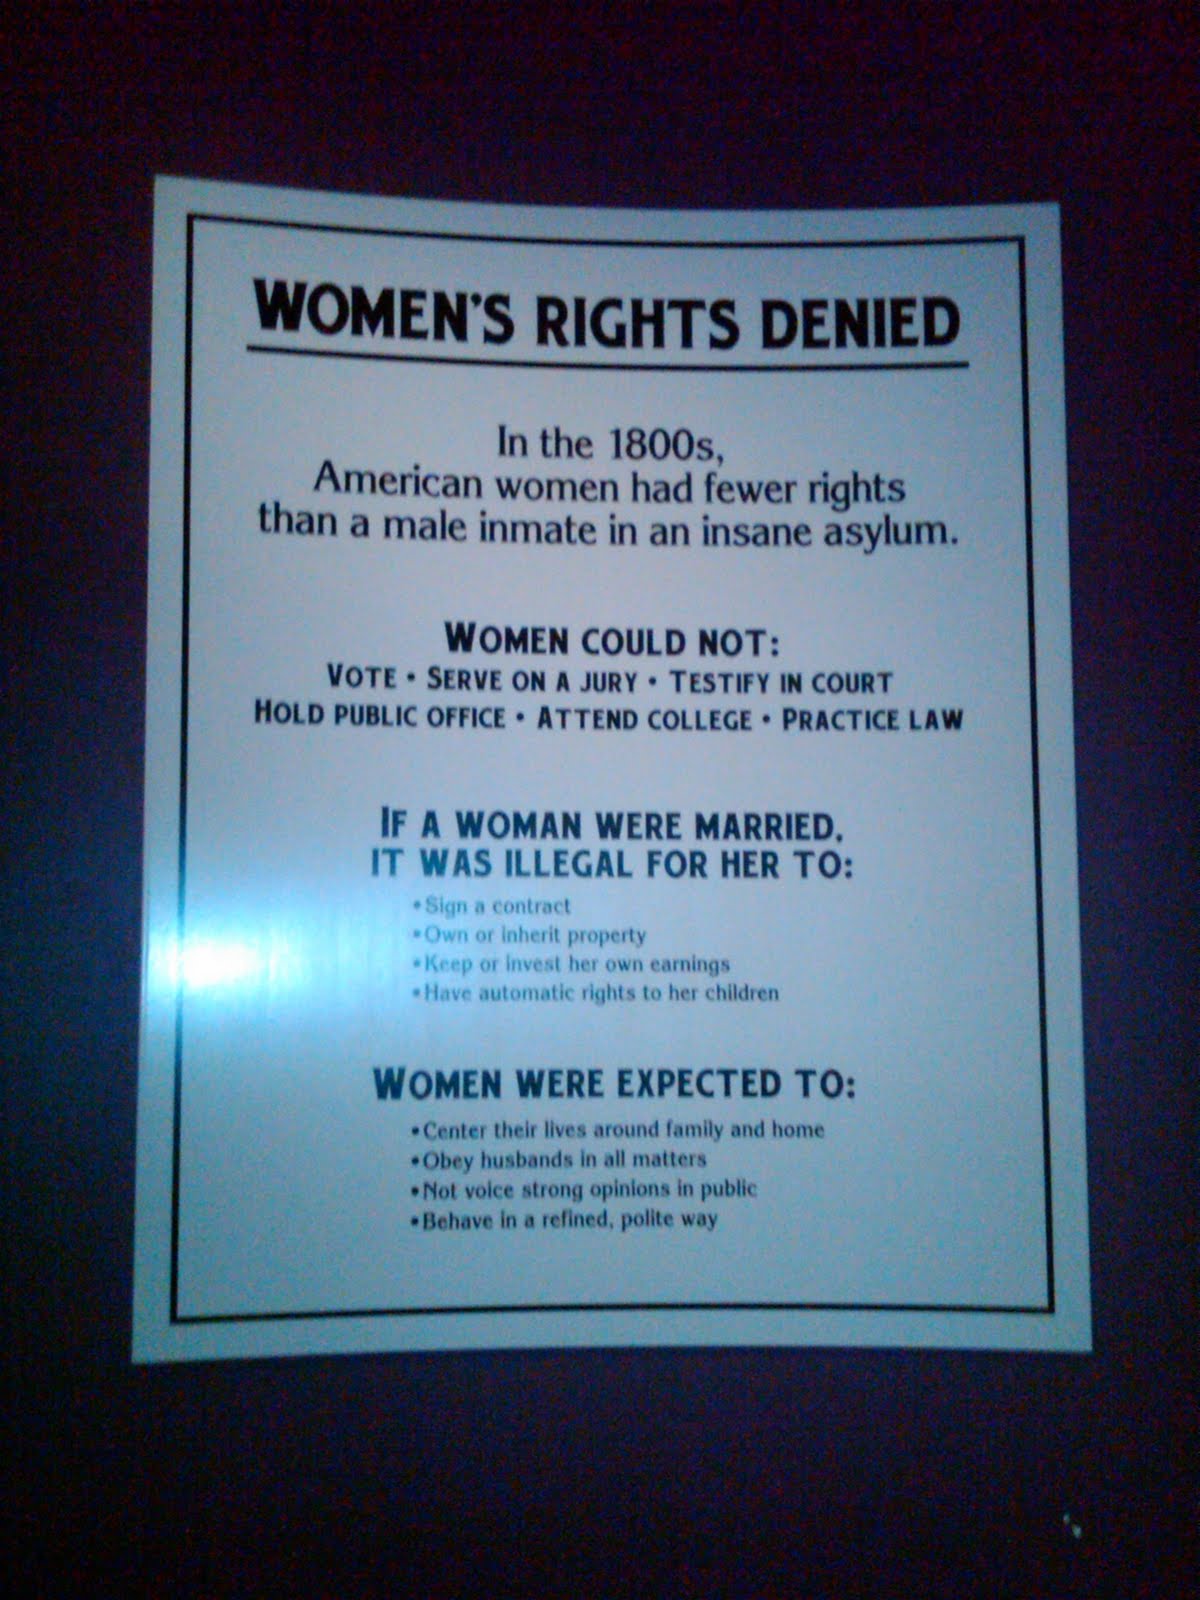 WOMEN'S RIGHTS DENIED
In the 1800s,
American women had fewer rights
than a male inmate in an insane asylum.
WOMEN COULD NOT:
VOTE • SERVE ON A JURY • TESTIFY IN COURT
HOLD PUBLIC OFFICE • ATTEND COLLEGE • PRACTICE LAW
IF A WOMAN WERE MARRIED,
IT WAS ILLEGAL FOR HER TO:
•Sign a contract
•Own or inherit property
•Keep or invest her own earnings
•Have automatic rights to her children
WOMEN WERE EXPECTED TO:
•Center their lives around family and home
•Obey husbands in all matters
•Not voice strong opinions in public
•Behave in a refined, polite way